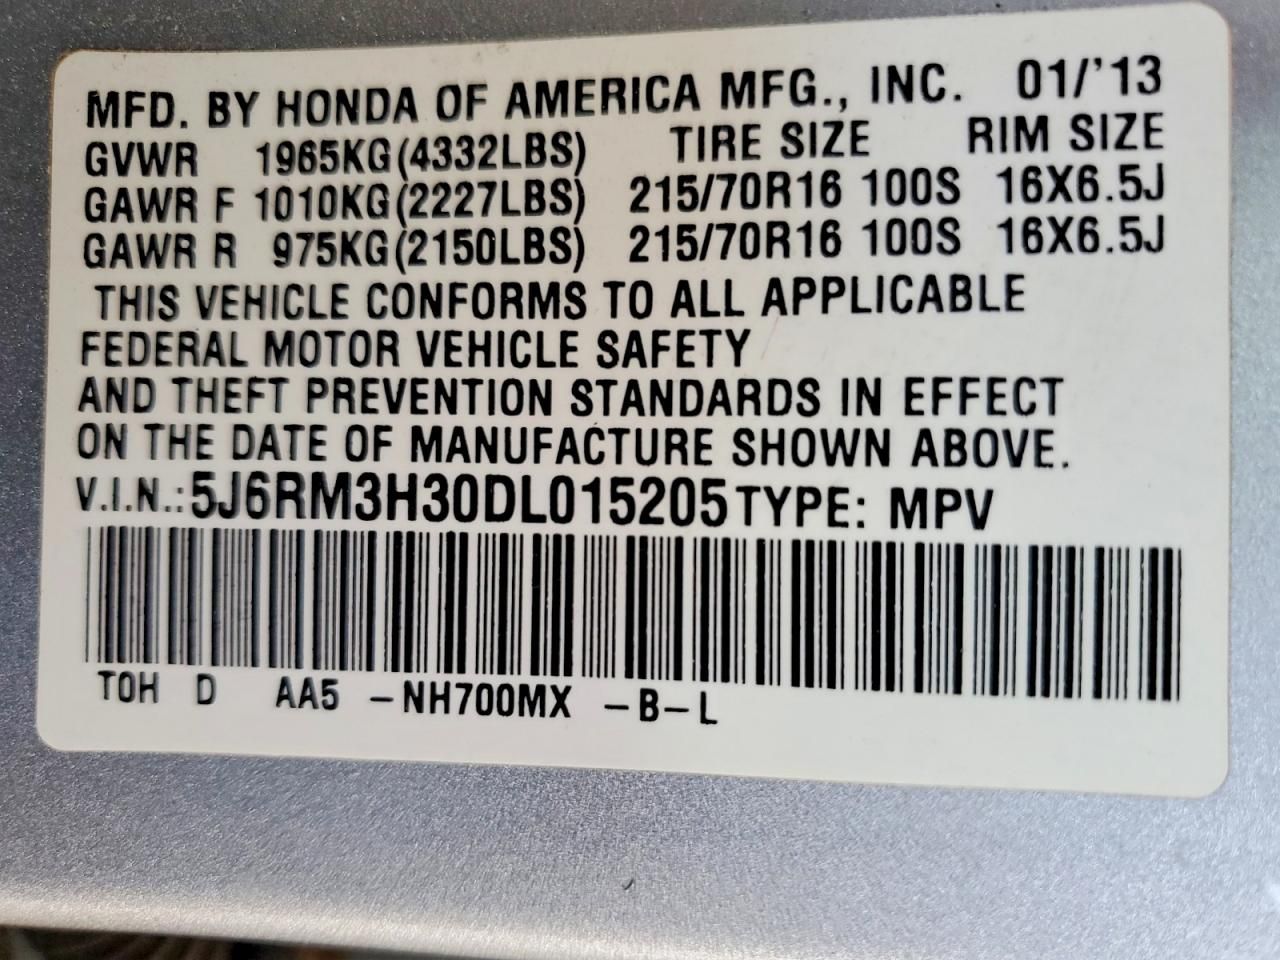 MFD. BY HONDA OF AMERICA MFG., INC. 01/'13
GVWR 1965KG(4332LBS) TIRE SIZE RIM SIZE
GAWR F 1010KG(2227LBS) 215/70R16 100S 16X6.5J
GAWR R 975KG(2150LBS) 215/70R16 100S 16X6.5J
THIS VEHICLE CONFORMS TO ALL APPLICABLE
FEDERAL MOTOR VEHICLE SAFETY
AND THEFT PREVENTION STANDARDS IN EFFECT
ON THE DATE OF MANUFACTURE SHOWN ABOVE.
V.I.N.:5J6RM3H30DL015205 TYPE: MPV
TOH D AA5 -NH700MX -B-L